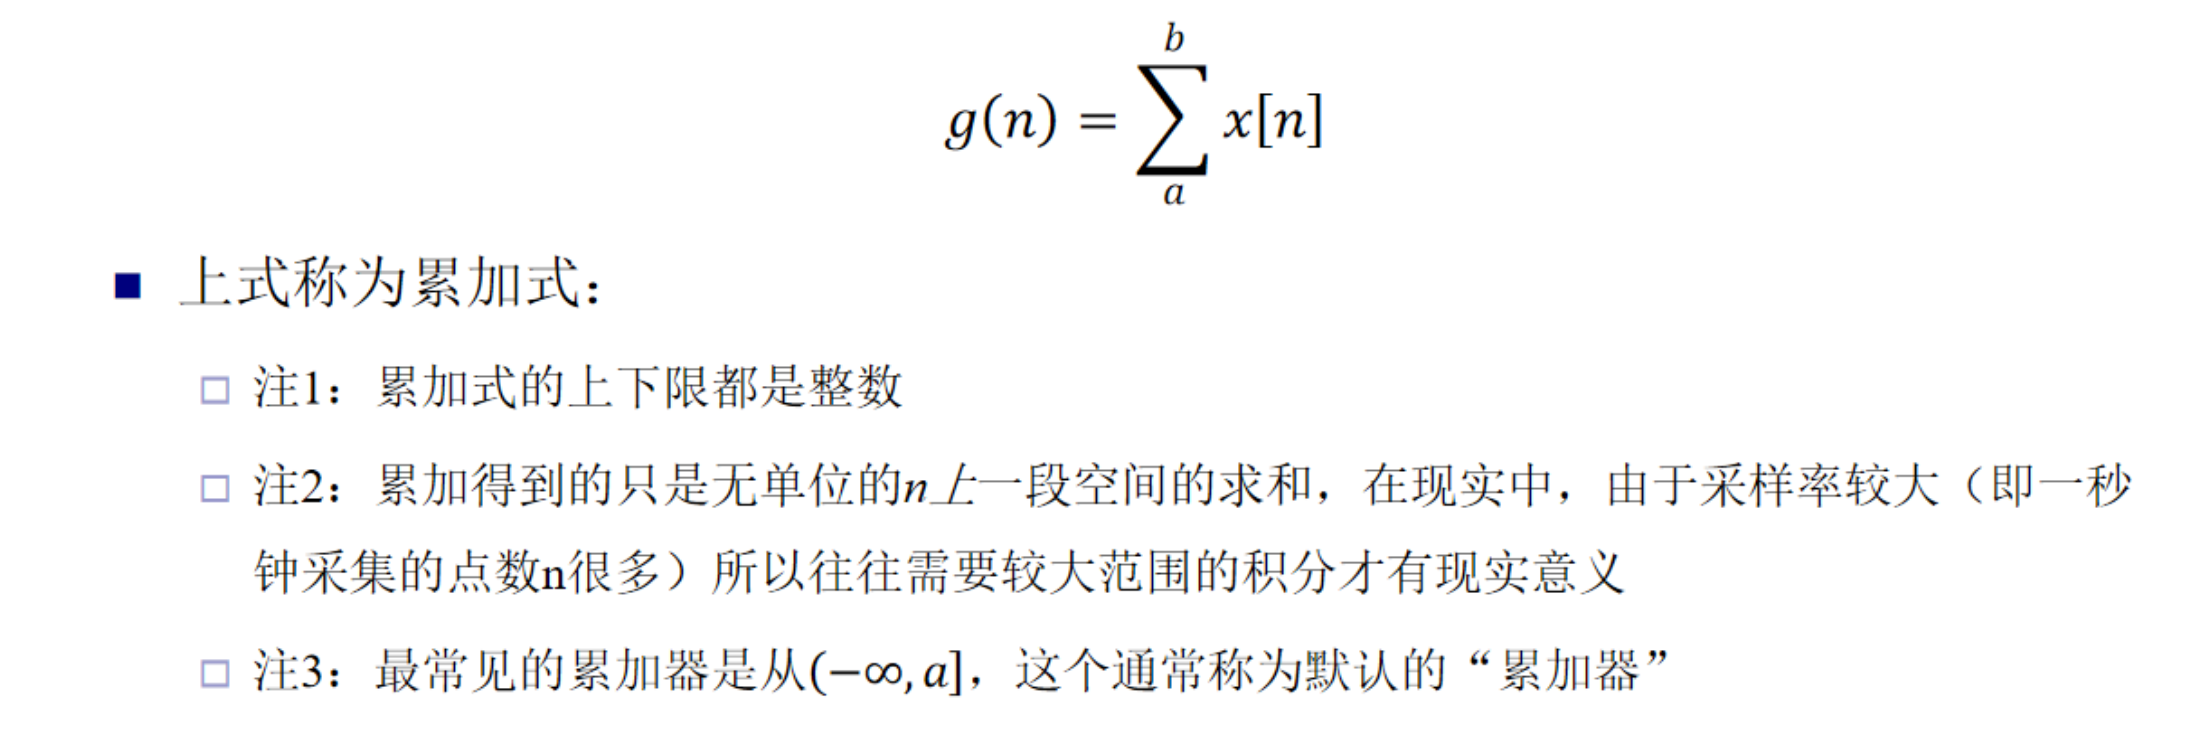 g(n) = \sum_{a}^{b} x[n]
■ 上式称为累加式：
□ 注1：累加式的上下限都是整数
□ 注2：累加得到的只是无单位的n上一段空间的求和，在现实中，由于采样率较大（即一秒
钟采集的点数n很多）所以往往需要较大范围的积分才有现实意义
□ 注3：最常见的累加器是从(−∞, a]，这个通常称为默认的“累加器”